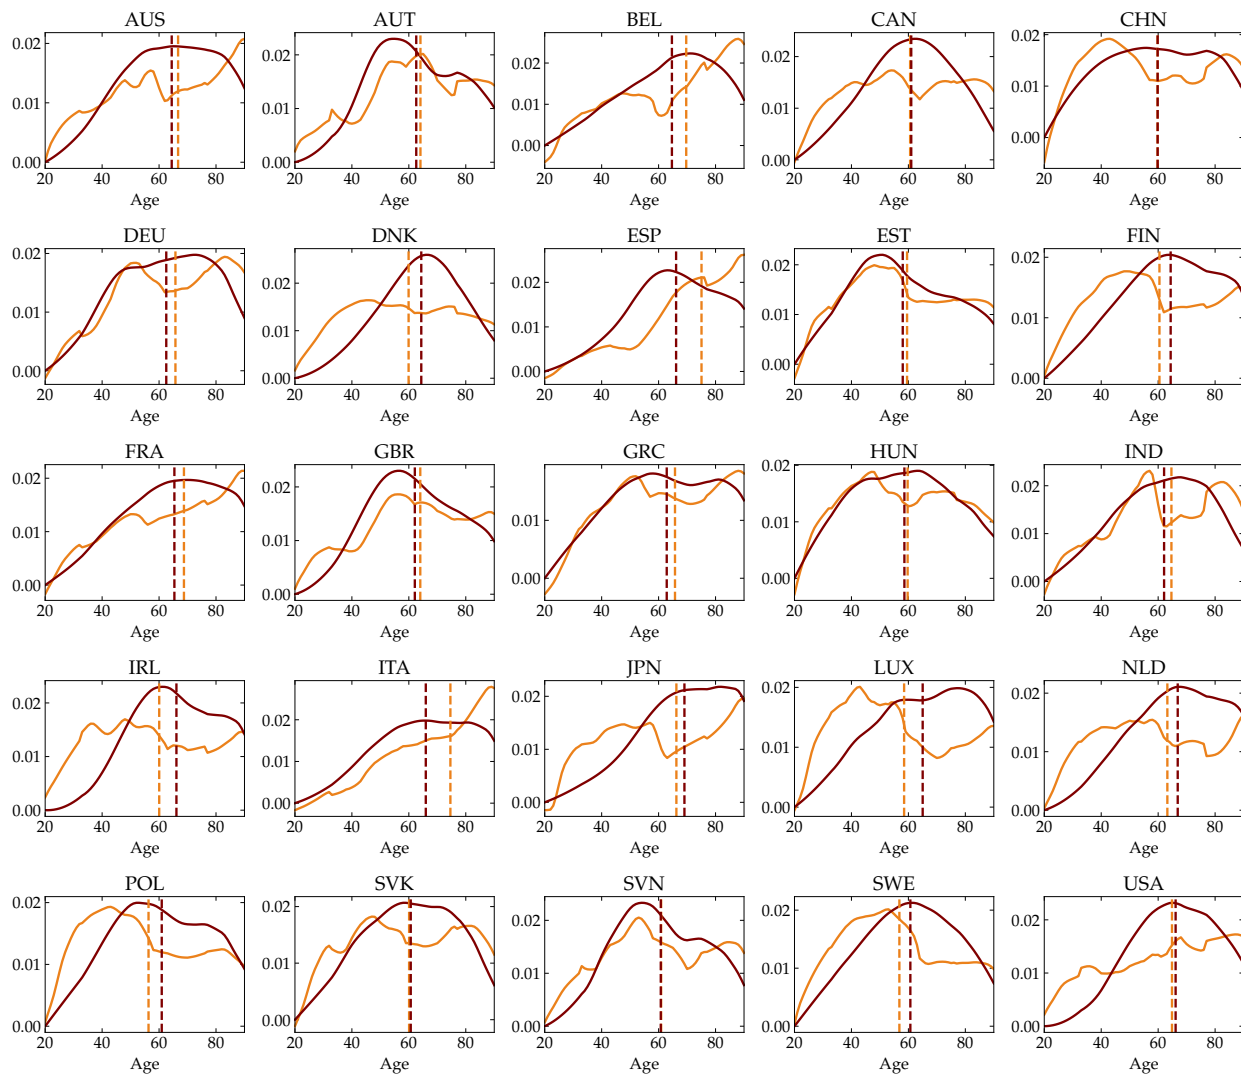 AUS AUT BEL CAN CHN
0.02 0.02 0.02 0.02 0.01 0.00
0.01 0.01 0.01 0.01
0.00 0.00 0.00 0.00
20 40 60 80 20 40 60 80 20 40 60 80 20 40 60 80 20 40 60 80
Age Age Age Age Age
DEU DNK ESP EST FIN
0.02 0.02 0.02 0.02 0.02
0.01 0.01 0.01 0.01 0.01
0.00 0.00 0.00 0.00 0.00
20 40 60 80 20 40 60 80 20 40 60 80 20 40 60 80 20 40 60 80
Age Age Age Age Age
FRA GBR GRC HUN IND
0.02 0.02 0.01 0.02 0.02
0.01 0.01 0.00 0.01 0.01
0.00 0.00 0.00 0.00
20 40 60 80 20 40 60 80 20 40 60 80 20 40 60 80 20 40 60 80
Age Age Age Age Age
IRL ITA JPN LUX NLD
0.02 0.02 0.02 0.02 0.02
0.01 0.01 0.01 0.01 0.01
0.00 0.00 0.00 0.00 0.00
20 40 60 80 20 40 60 80 20 40 60 80 20 40 60 80 20 40 60 80
Age Age Age Age Age
POL SVK SVN SWE USA
0.02 0.02 0.02 0.02 0.02
0.01 0.01 0.01 0.01 0.01
0.00 0.00 0.00 0.00 0.00
20 40 60 80 20 40 60 80 20 40 60 80 20 40 60 80 20 40 60 80
Age Age Age Age Age